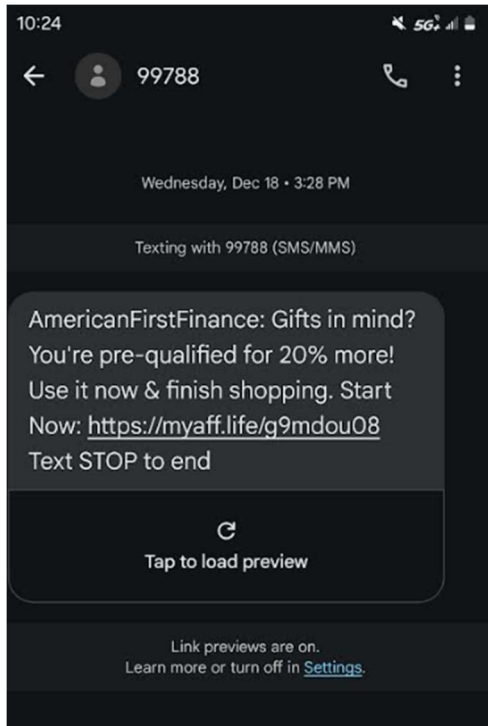 10:24 5G+
99788
Wednesday, Dec 18 • 3:28 PM
Texting with 99788 (SMS/MMS)
AmericanFirstFinance: Gifts in mind?
You're pre-qualified for 20% more!
Use it now & finish shopping. Start
Now: https://myaff.life/g9mdou08
Text STOP to end
Tap to load preview
Link previews are on.
Learn more or turn off in Settings.